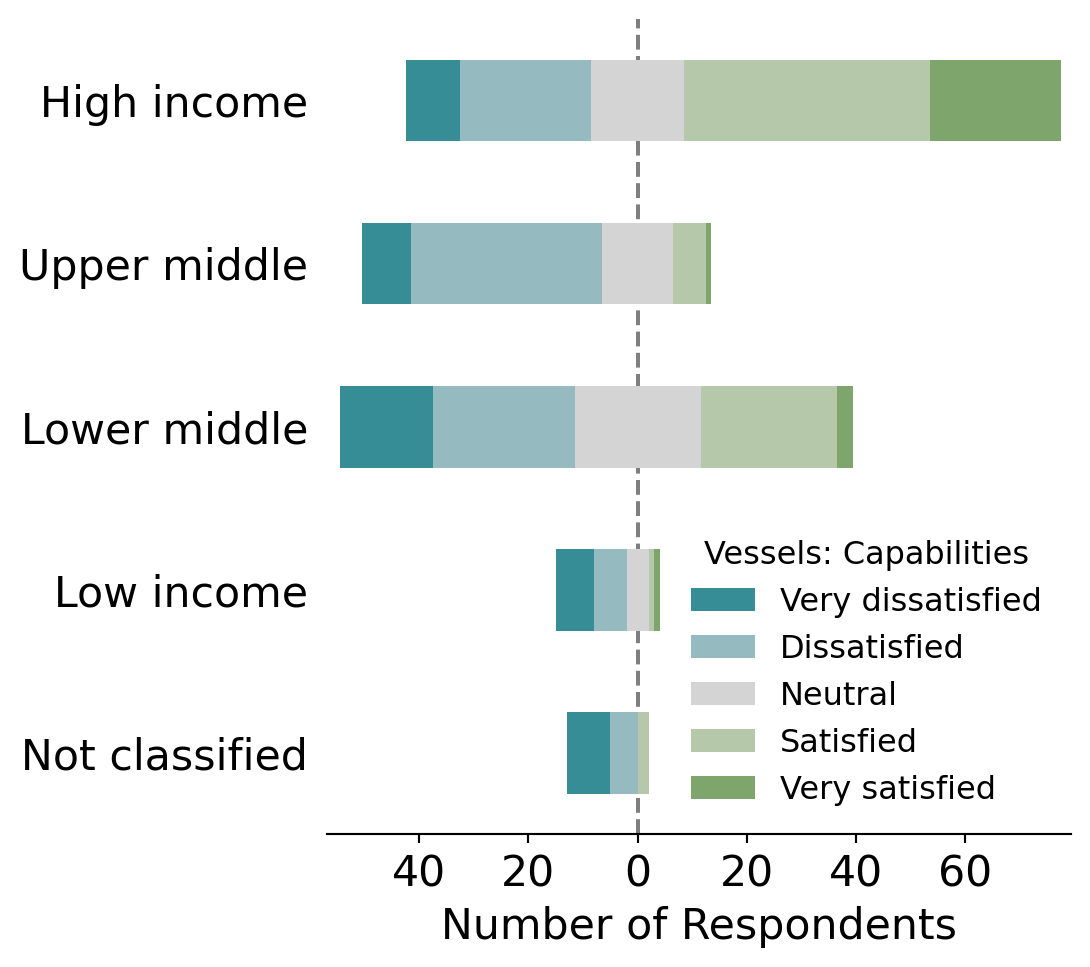 High income
Upper middle
Lower middle
Low income
Not classified
Vessels: Capabilities
Very dissatisfied
Dissatisfied
Neutral
Satisfied
Very satisfied
40 20 0 20 40 60
Number of Respondents